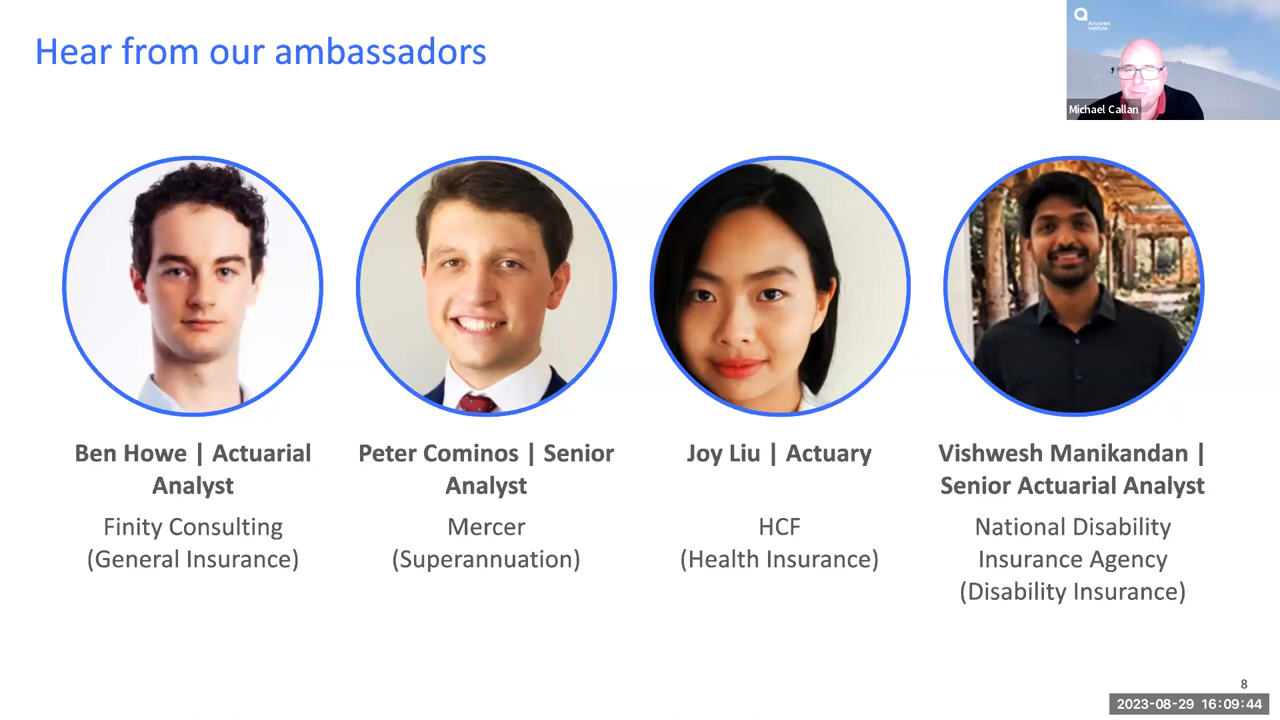 Hear from our ambassadors
Actuaries
Institute
Michael Callan
Ben Howe | Actuarial
Analyst
Finity Consulting
(General Insurance)
Peter Cominos | Senior
Analyst
Mercer
(Superannuation)
Joy Liu | Actuary
HCF
(Health Insurance)
Vishwesh Manikandan |
Senior Actuarial Analyst
National Disability
Insurance Agency
(Disability Insurance)
8
2023-08-29 16:09:44